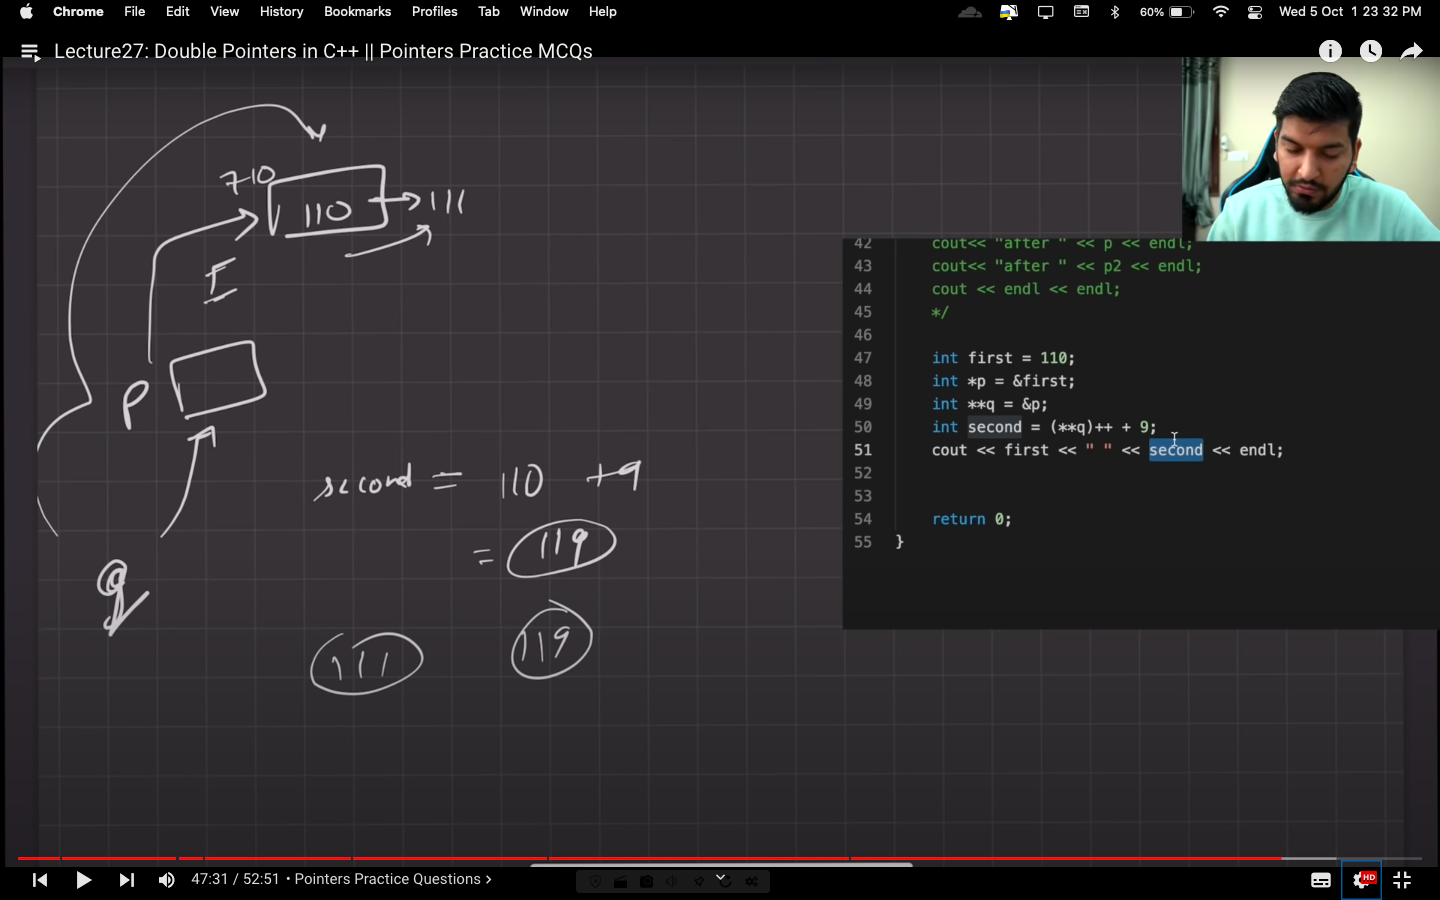 Chrome File Edit View History Bookmarks Profiles Tab Window Help 60% Wed 5 Oct 1 23 32 PM
Lecture27: Double Pointers in C++ || Pointers Practice MCQs
710
110 111
P
second = 110 +9
= 119
q
111 119
42 cout<< "after " << p << endl;
43 cout<< "after " << p2 << endl;
44 cout << endl << endl;
45 */
46
47 int first = 110;
48 int *p = &first;
49 int **q = &p;
50 int second = (**q)++ + 9;
51 cout << first << " " << second << endl;
52
53
54 return 0;
55 }
47:31 / 52:51 • Pointers Practice Questions >
HD